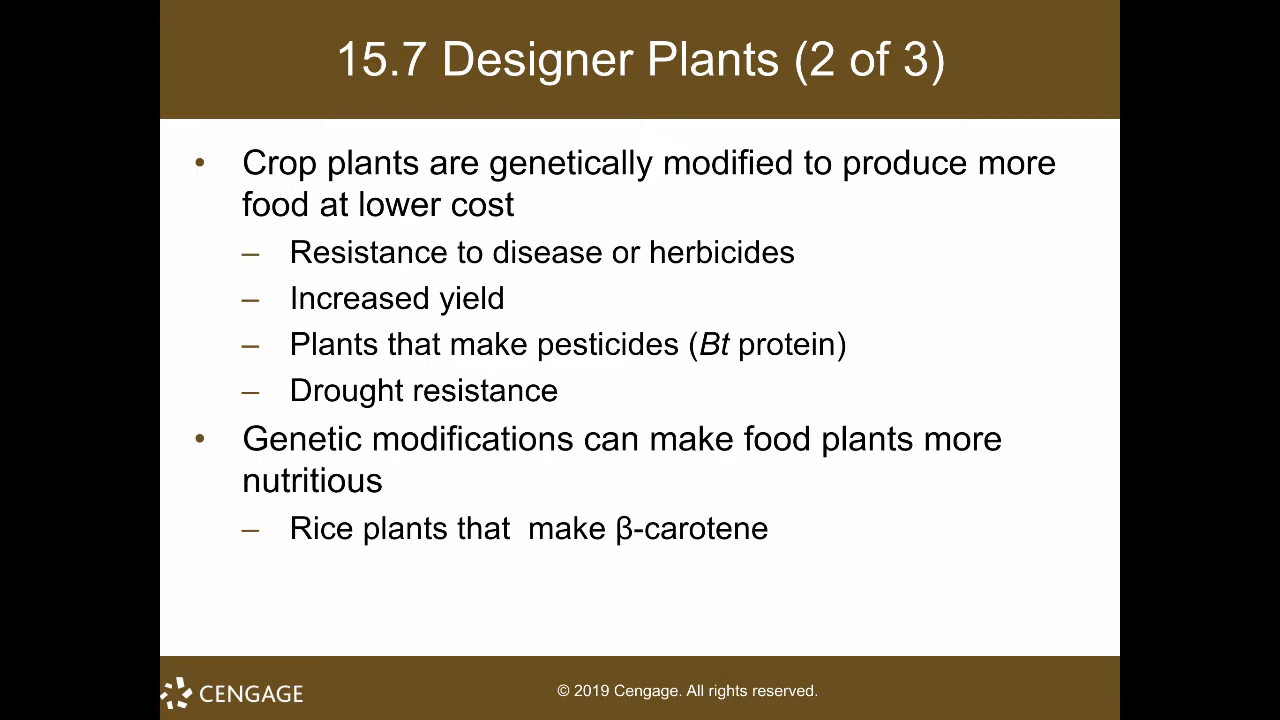 15.7 Designer Plants (2 of 3)
• Crop plants are genetically modified to produce more
food at lower cost
– Resistance to disease or herbicides
– Increased yield
– Plants that make pesticides (Bt protein)
– Drought resistance
• Genetic modifications can make food plants more
nutritious
– Rice plants that  make β-carotene
CENGAGE
© 2019 Cengage. All rights reserved.